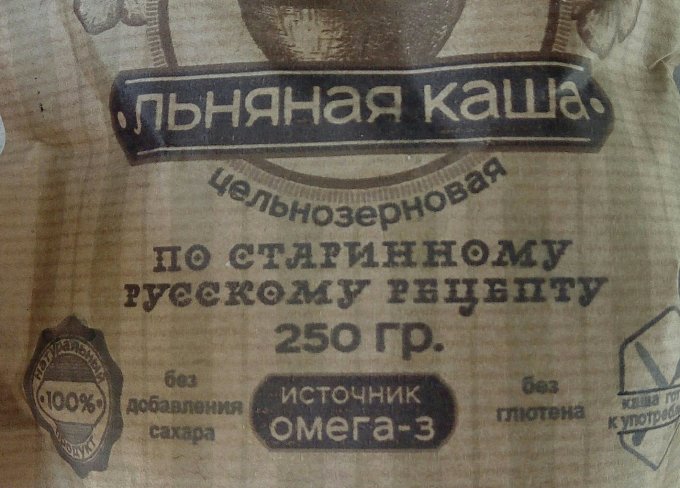 льняная каша
цельнозерновая
по старинному
русскому рецепту
250 гр.
натуральный
100%
продукт
без
добавления
сахара
источник
омега-3
без
глютена
каша
к